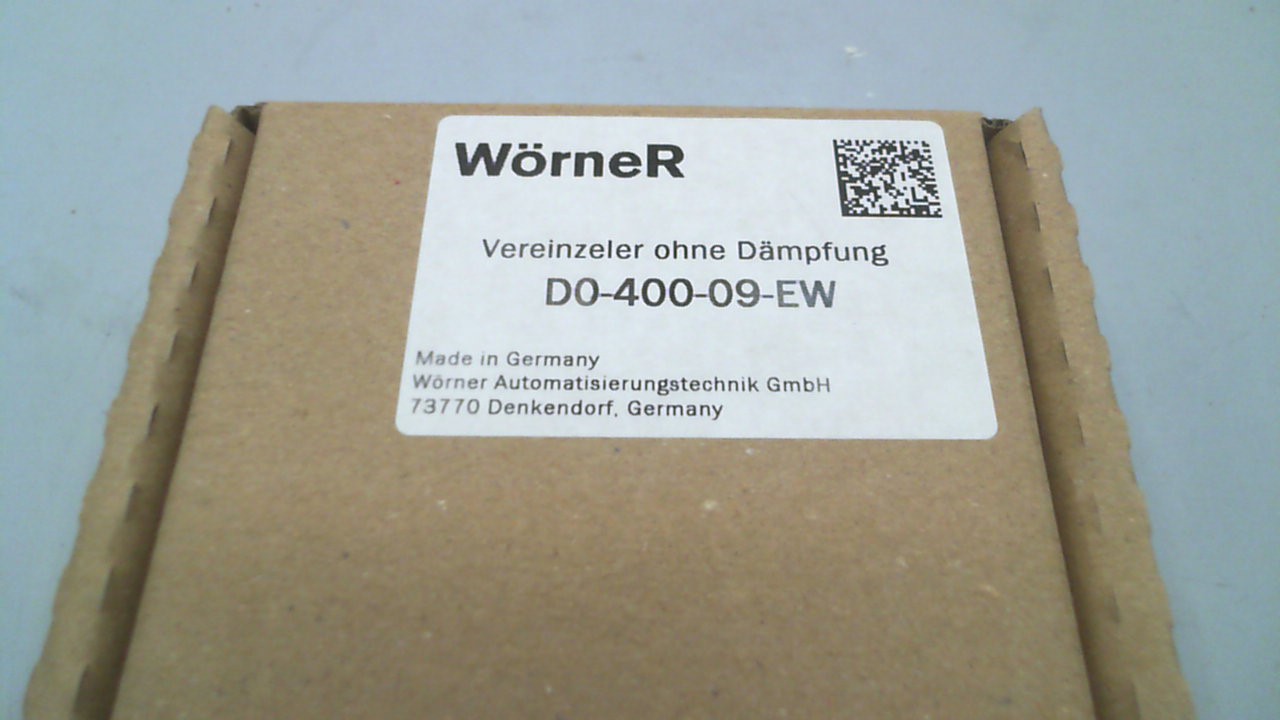 WörneR
Vereinzeler ohne Dämpfung
D0-400-09-EW
Made in Germany
Wörner Automatisierungstechnik GmbH
73770 Denkendorf, Germany